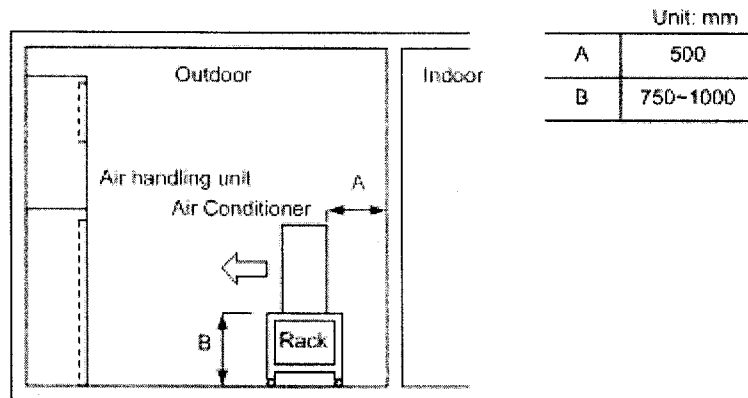 Unit: mm
A 500
B 750~1000
Outdoor
Indoor
Air handling unit
A
Air Conditioner
B
Rack